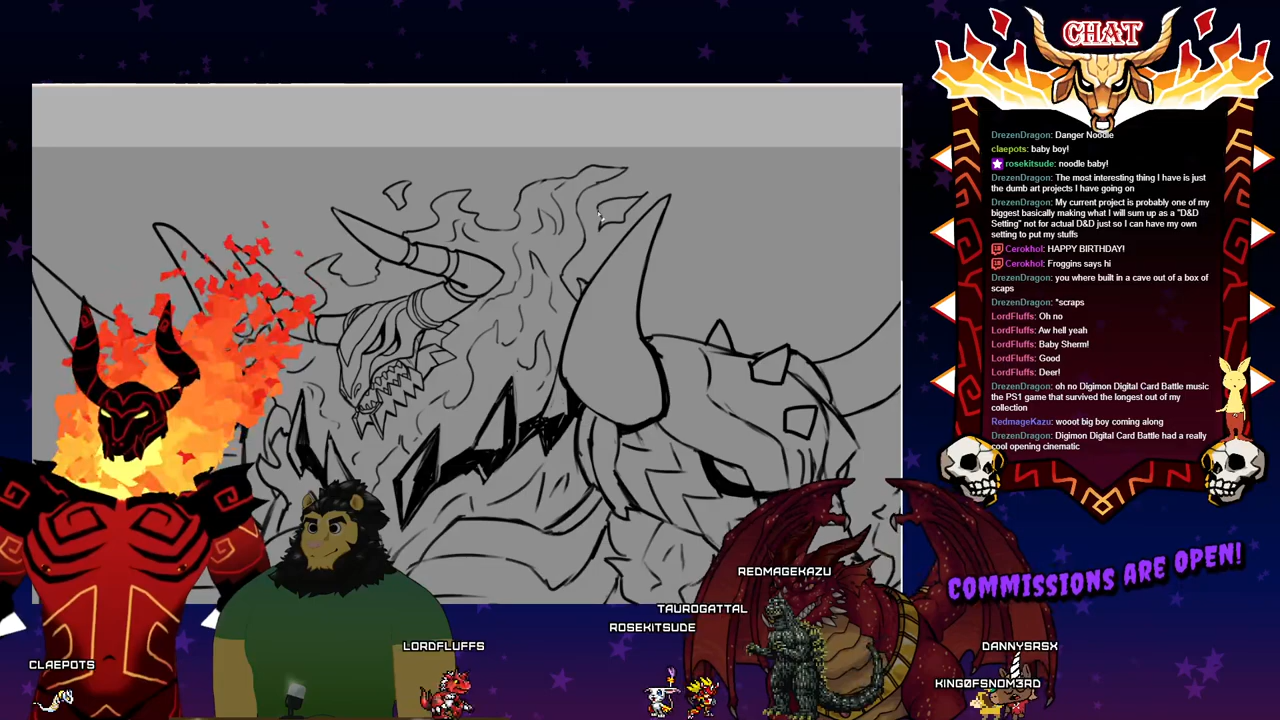 CHAT
DrezenDragon: Danger Noodle
claepots: baby boy!
rosekitsude: noodle baby!
DrezenDragon: The most interesting thing I have is just
the dumb art projects I have going on
DrezenDragon: My current project is probably one of my
biggest basically making what I will sum up as a "D&D
Setting" not for actual D&D just so I can have my own
setting to put my stuffs
Cerokhol: HAPPY BIRTHDAY!
Cerokhol: Froggins says hi
DrezenDragon: you where built in a cave out of a box of
scaps
DrezenDragon: *scraps
LordFluffs: Oh no
LordFluffs: Aw hell yeah
LordFluffs: Baby Sherm!
LordFluffs: Good
LordFluffs: Deer!
DrezenDragon: oh no Digimon Digital Card Battle music
the PS1 game that survived the longest out of my
collection
RedmageKazu: wooot big boy coming along
DrezenDragon: Digimon Digital Card Battle had a really
cool opening cinematic
COMMISSIONS ARE OPEN!
REDMAGEKAZU
TAUROGATTAL
ROSEKITSUDE
LORDFLUFFS
DANNYSRSX
CLAEPOTS
KINGØFSNOM3RD